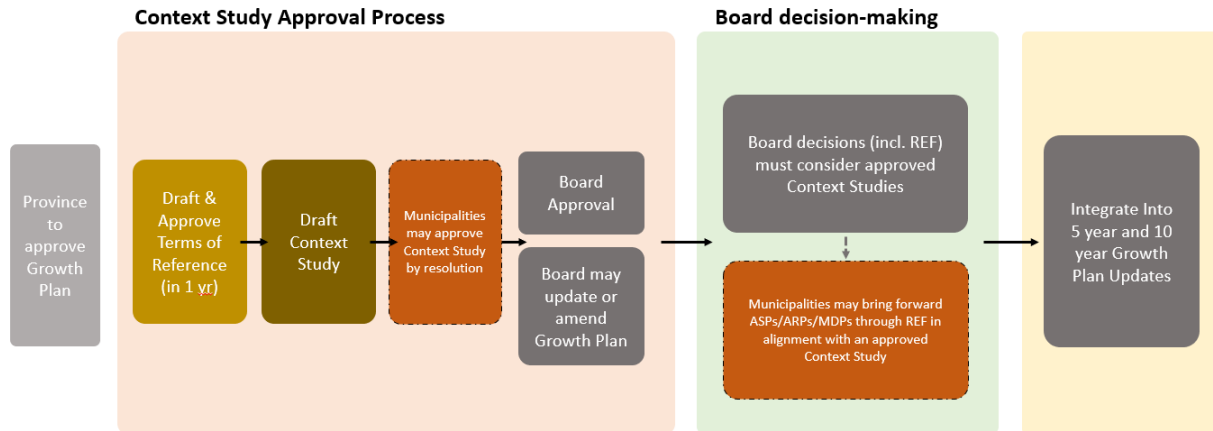 Context Study Approval Process
Board decision-making
Province
to
approve
Growth
Plan
Draft &
Approve
Terms of
Reference
(in 1 yr)
Draft
Context
Study
Municipalities
may approve
Context Study
by resolution
Board
Approval
Board may
update or
amend
Growth Plan
Board decisions (incl. REF)
must consider approved
Context Studies
Municipalities may bring forward
ASPs/ARPs/MDPs through REF in
alignment with an approved
Context Study
Integrate Into
5 year and 10
year Growth
Plan Updates